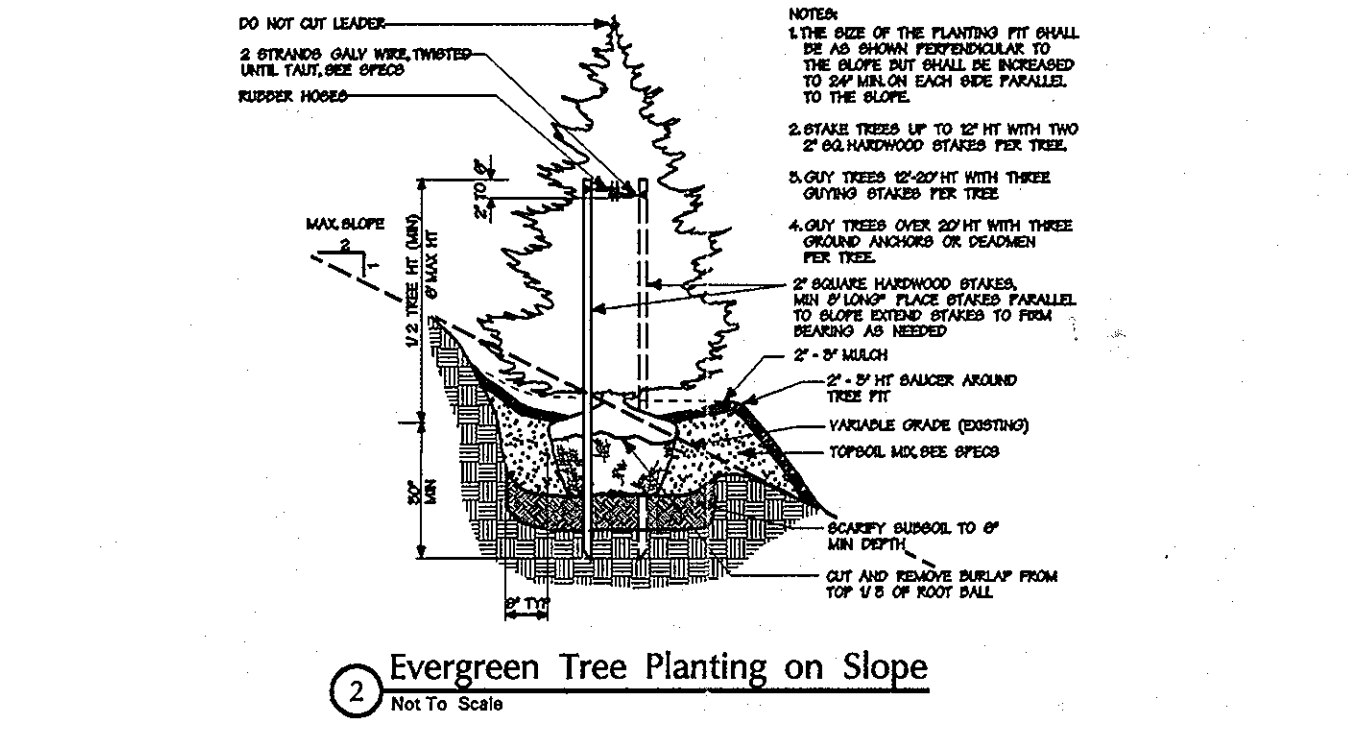 DO NOT CUT LEADER
2 STRANDS GALV WIRE, TWISTED
UNTIL TAUT, SEE SPECS
RUBBER HOSES
NOTES:
1. THE SIZE OF THE PLANTING PIT SHALL
BE AS SHOWN PERPENDICULAR TO
THE SLOPE BUT SHALL BE INCREASED
TO 24" MIN. ON EACH SIDE PARALLEL
TO THE SLOPE.
2. STAKE TREES UP TO 12' HT WITH TWO
2" SQ. HARDWOOD STAKES PER TREE.
3. GUY TREES 12'-20' HT WITH THREE
GUYING STAKES PER TREE
4. GUY TREES OVER 20' HT WITH THREE
GROUND ANCHORS OR DEADMEN
PER TREE.
2" SQUARE HARDWOOD STAKES,
MIN 8' LONG" PLACE STAKES PARALLEL
TO SLOPE EXTEND STAKES TO FIRM
BEARING AS NEEDED
2" - 3" MULCH
2" - 3" HT SAUCER AROUND
TREE PIT
VARIABLE GRADE (EXISTING)
TOPSOIL MIX, SEE SPECS
SCARIFY SUBSOIL TO 6"
MIN DEPTH
CUT AND REMOVE BURLAP FROM
TOP 1/3 OF ROOT BALL
MAX. SLOPE
2
1
1/2 TREE HT (MIN)
6' MAX HT
2" TO
30"
MIN
TYP
2
Evergreen Tree Planting on Slope
Not To Scale